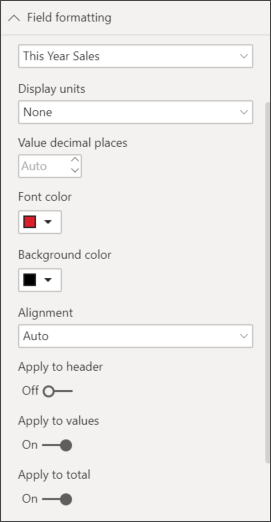 Field formatting
This Year Sales
Display units
None
Value decimal places
Auto
Font color
Background color
Alignment
Auto
Apply to header
Off
Apply to values
On
Apply to total
On